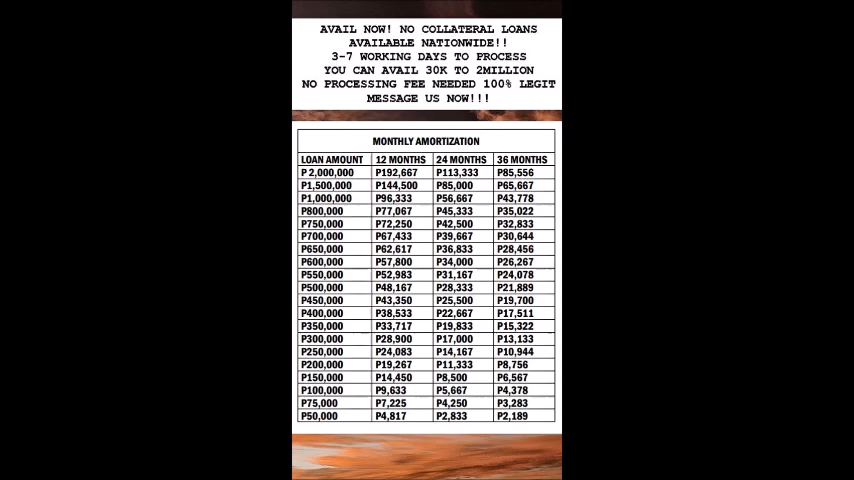 AVAIL NOW! NO COLLATERAL LOANS
AVAILABLE NATIONWIDE!!
3-7 WORKING DAYS TO PROCESS
YOU CAN AVAIL 30K TO 2MILLION
NO PROCESSING FEE NEEDED 100% LEGIT
MESSAGE US NOW!!!
MONTHLY AMORTIZATION
LOAN AMOUNT 12 MONTHS 24 MONTHS 36 MONTHS
P 2,000,000 P192,667 P113,333 P85,556
P1,500,000 P144,500 P85,000 P65,667
P1,000,000 P96,333 P56,667 P43,778
P800,000 P77,067 P45,333 P35,022
P750,000 P72,250 P42,500 P32,833
P700,000 P67,433 P39,667 P30,644
P650,000 P62,617 P36,833 P28,456
P600,000 P57,800 P34,000 P26,267
P550,000 P52,983 P31,167 P24,078
P500,000 P48,167 P28,333 P21,889
P450,000 P43,350 P25,500 P19,700
P400,000 P38,533 P22,667 P17,511
P350,000 P33,717 P19,833 P15,322
P300,000 P28,900 P17,000 P13,133
P250,000 P24,083 P14,167 P10,944
P200,000 P19,267 P11,333 P8,756
P150,000 P14,450 P8,500 P6,567
P100,000 P9,633 P5,667 P4,378
P75,000 P7,225 P4,250 P3,283
P50,000 P4,817 P2,833 P2,189